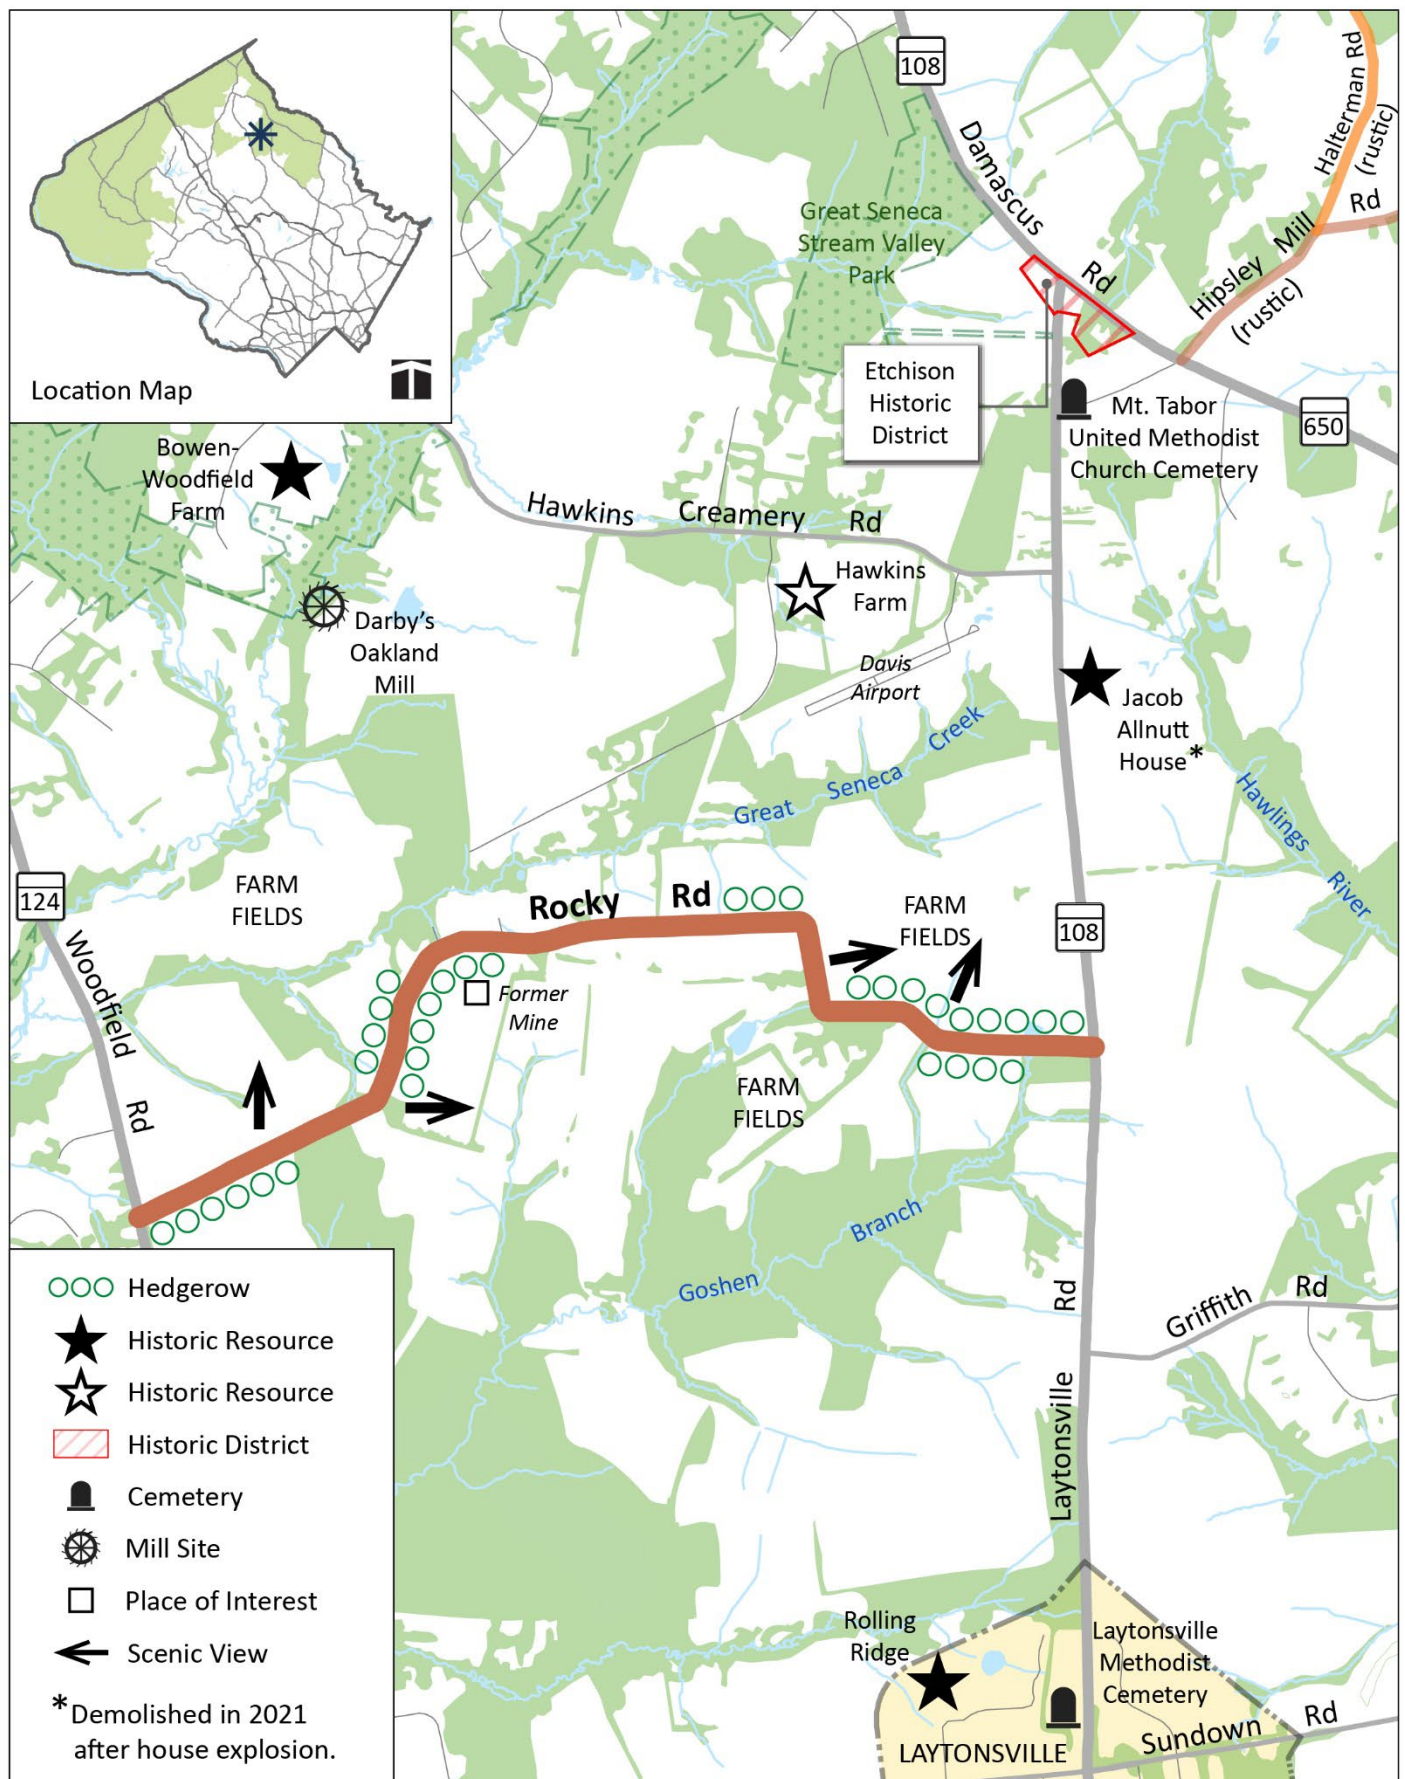 Location Map
108
Damascus
Rd
Halterman Rd
(rustic)
Hipsley Mill
Rd
(rustic)
Great Seneca
Stream Valley
Park
Etchison
Historic
District
Mt. Tabor
United Methodist
Church Cemetery
650
Bowen-
Woodfield
Farm
Hawkins Creamery Rd
Hawkins
Farm
Darby's
Oakland
Mill
Davis
Airport
Jacob
Allnutt
House*
Great Seneca Creek
Hawlings
River
124
Woodfield
Rd
FARM
FIELDS
Rocky Rd
FARM
FIELDS
108
Former
Mine
FARM
FIELDS
Goshen Branch
Griffith Rd
Laytonsville Rd
Hedgerow
Historic Resource
Historic Resource
Historic District
Cemetery
Mill Site
Place of Interest
Scenic View
*Demolished in 2021
after house explosion.
Rolling
Ridge
Laytonsville
Methodist
Cemetery
LAYTONSVILLE
Sundown Rd